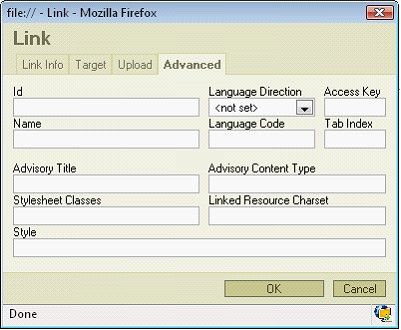 file:// - Link - Mozilla Firefox
Link
Link Info Target Upload Advanced
Id Language Direction Access Key
<not set>
Name Language Code Tab Index
Advisory Title Advisory Content Type
Stylesheet Classes Linked Resource Charset
Style
OK Cancel
Done